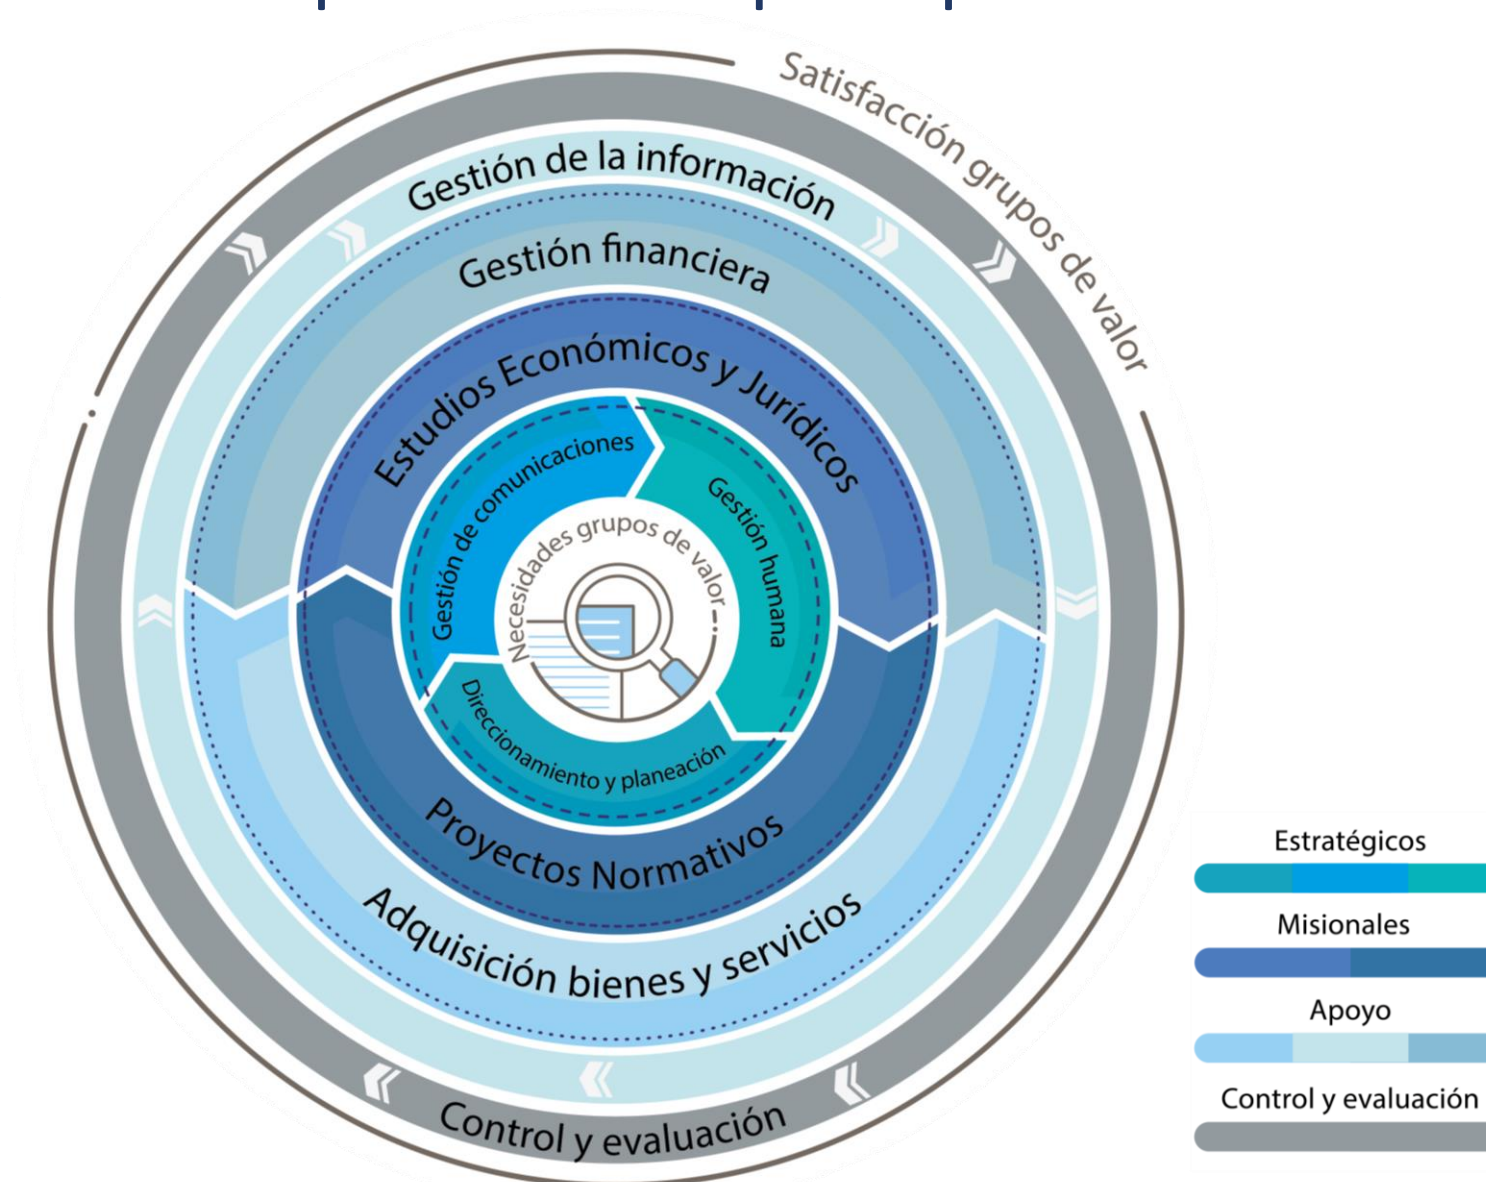 Satisfacción grupos de valor
Gestión de la información
Gestión financiera
Estudios Económicos y Jurídicos
Gestión de comunicaciones
Gestión humana
Necesidades grupos de valor
Direccionamiento y planeación
Proyectos Normativos
Adquisición bienes y servicios
Control y evaluación
Estratégicos
Misionales
Apoyo
Control y evaluación